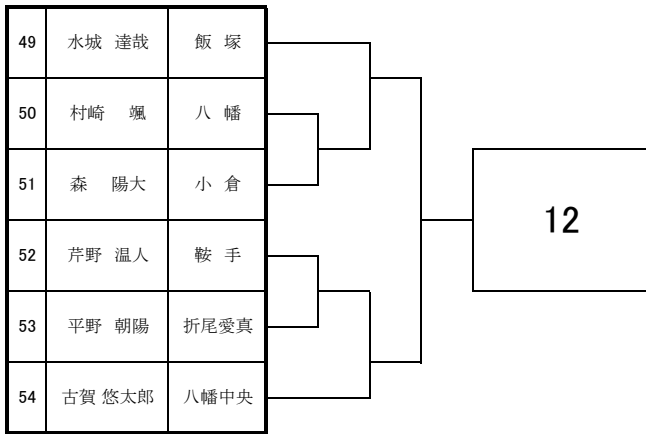 49 水城 達哉 飯 塚
50 村崎 颯 八 幡
51 森 陽大 小 倉
12
52 芹野 温人 鞍 手
53 平野 朝陽 折尾愛真
54 古賀 悠太郎 八幡中央